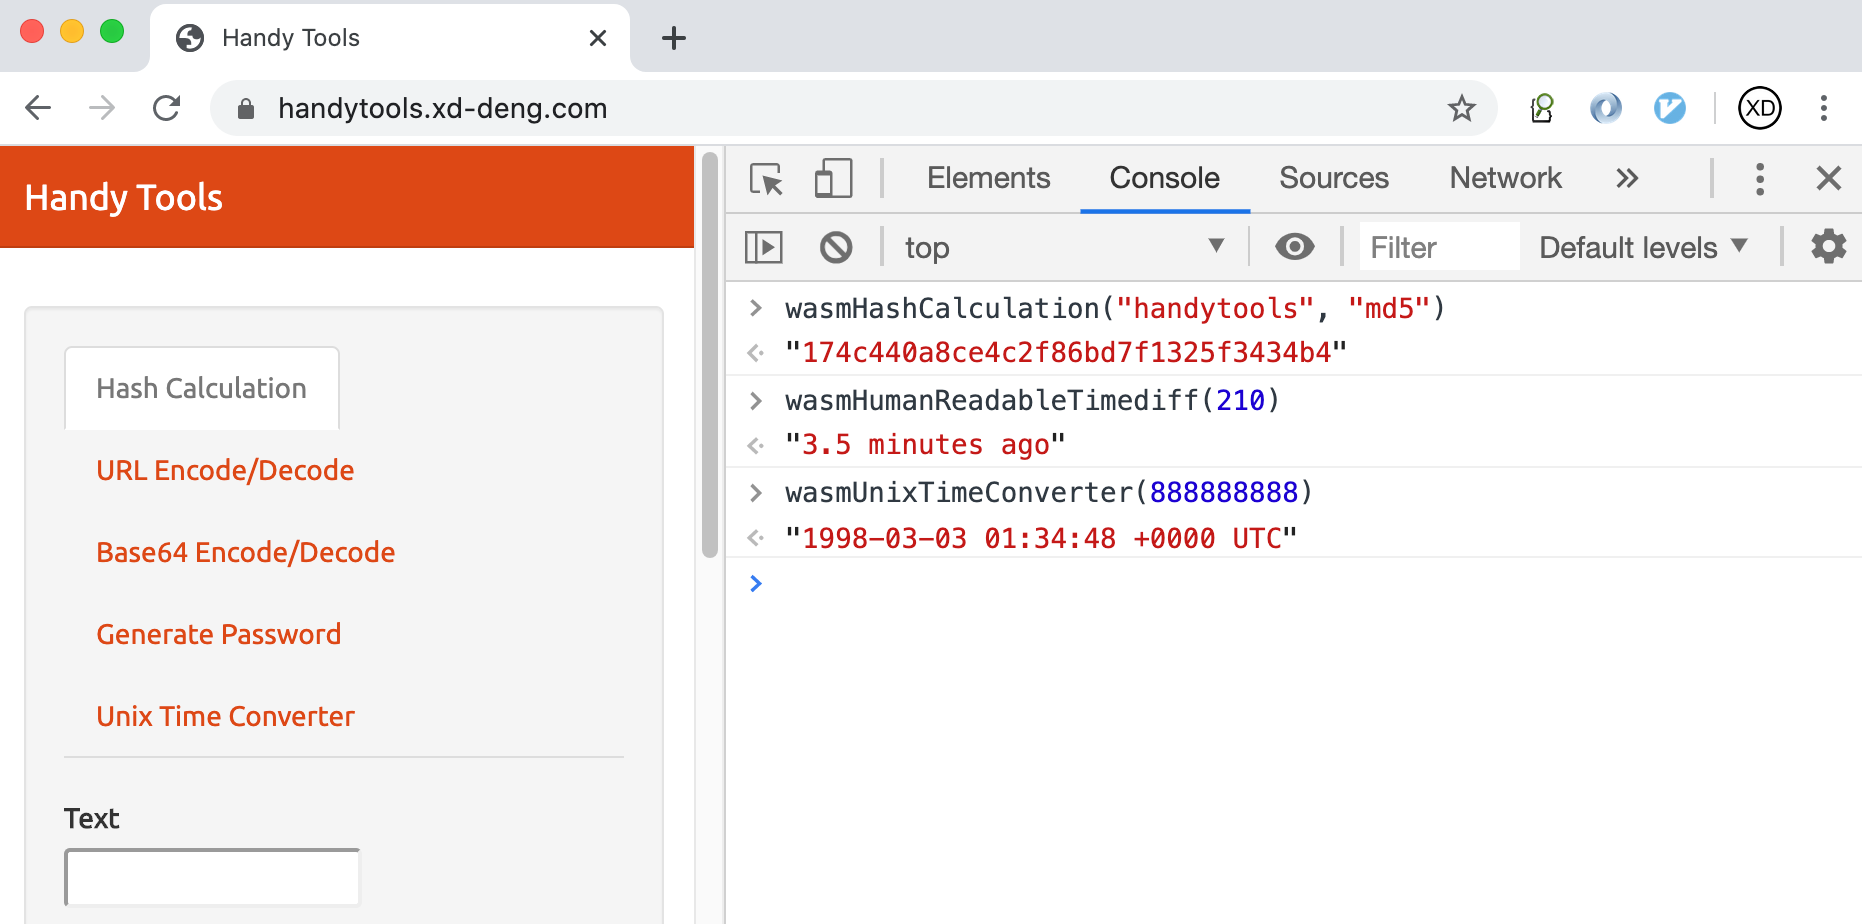 Handy Tools
handytools.xd-deng.com
XD
Handy Tools
Hash Calculation
URL Encode/Decode
Base64 Encode/Decode
Generate Password
Unix Time Converter
Text
Elements Console Sources Network
top Filter Default levels
wasmHashCalculation("handytools", "md5")
"174c440a8ce4c2f86bd7f1325f3434b4"
wasmHumanReadableTimediff(210)
"3.5 minutes ago"
wasmUnixTimeConverter(888888888)
"1998-03-03 01:34:48 +0000 UTC"